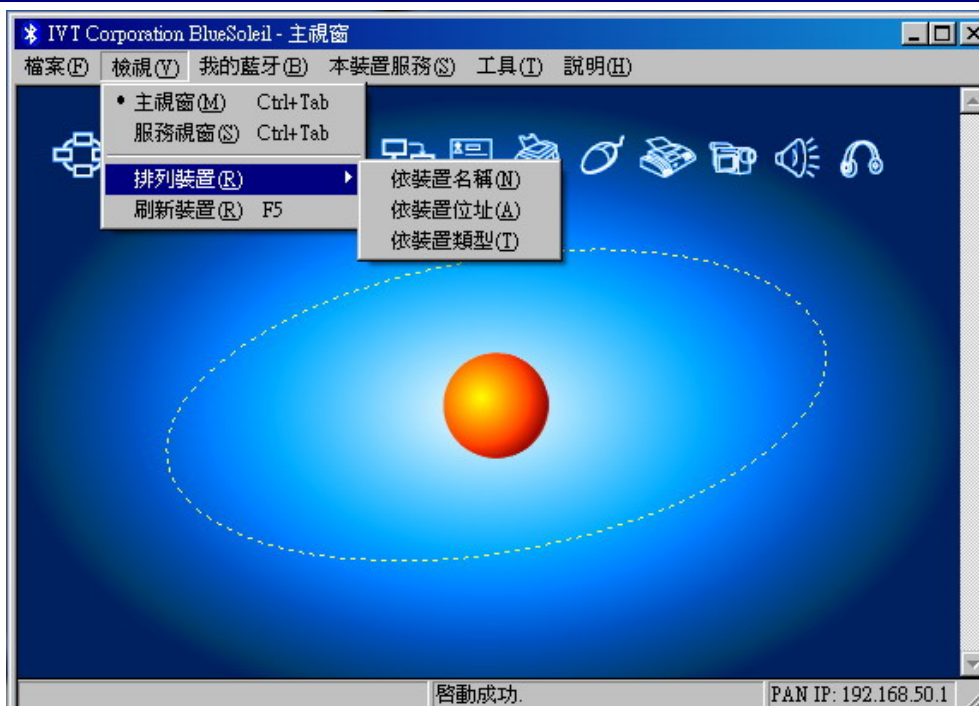 IVT Corporation BlueSoleil - 主視窗
檔案(F) 檢視(V) 我的藍牙(B) 本裝置服務(S) 工具(T) 說明(H)
主視窗(M) Ctrl+Tab
服務視窗(S) Ctrl+Tab
排列裝置(R)
刷新裝置(R) F5
依裝置名稱(N)
依裝置位址(A)
依裝置類型(T)
啓動成功.
PAN IP: 192.168.50.1